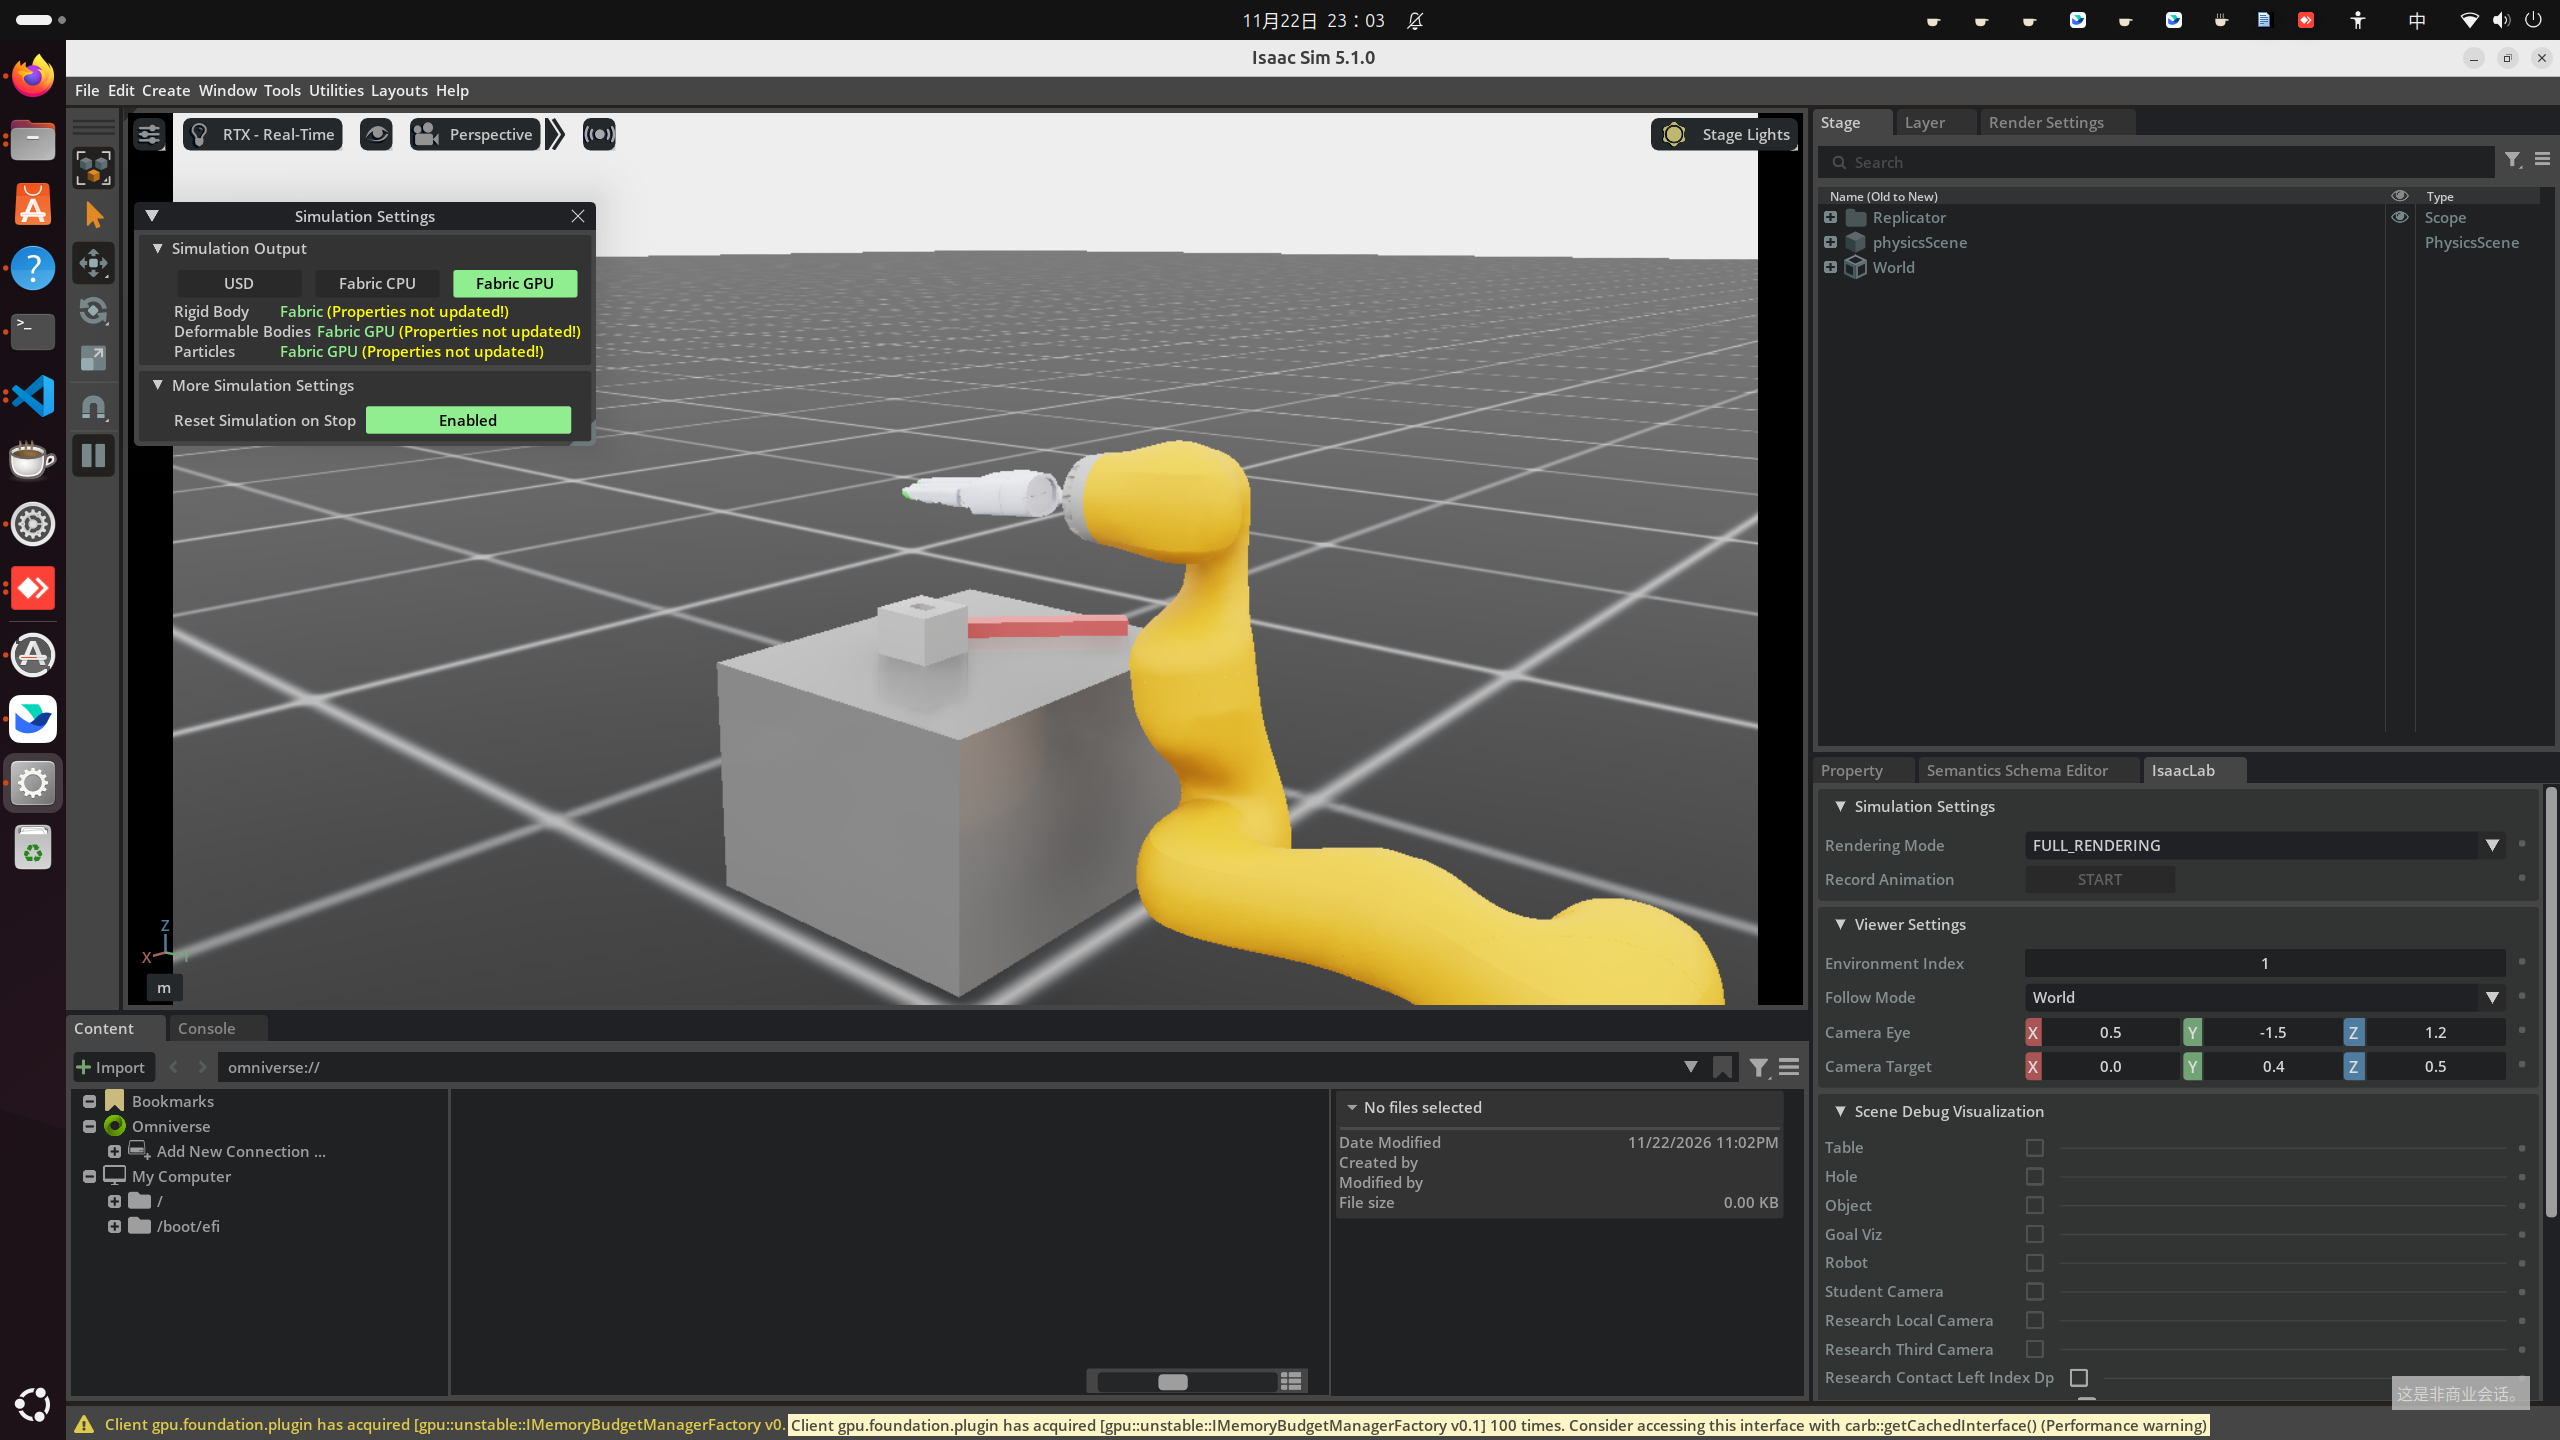 11月22日 23：03
中
Isaac Sim 5.1.0
File Edit Create Window Tools Utilities Layouts Help
RTX - Real-Time
Perspective
Stage Lights
Simulation Settings
Simulation Output
USD
Fabric CPU
Fabric GPU
Rigid Body Fabric (Properties not updated!)
Deformable Bodies Fabric GPU (Properties not updated!)
Particles Fabric GPU (Properties not updated!)
More Simulation Settings
Reset Simulation on Stop Enabled
Z
X
Y
m
Stage Layer Render Settings
Search
Name (Old to New) Type
Replicator Scope
physicsScene PhysicsScene
World
Property Semantics Schema Editor IsaacLab
Simulation Settings
Rendering Mode FULL_RENDERING
Record Animation START
Viewer Settings
Environment Index 1
Follow Mode World
Camera Eye X 0.5 Y -1.5 Z 1.2
Camera Target X 0.0 Y 0.4 Z 0.5
Scene Debug Visualization
Table
Hole
Object
Goal Viz
Robot
Student Camera
Research Local Camera
Research Third Camera
Research Contact Left Index Dp
这是非商业会话。
Content Console
Import omniverse://
Bookmarks
Omniverse
Add New Connection ...
My Computer
/
/boot/efi
No files selected
Date Modified 11/22/2026 11:02PM
Created by
Modified by
File size 0.00 KB
Client gpu.foundation.plugin has acquired [gpu::unstable::IMemoryBudgetManagerFactory v0.
Client gpu.foundation.plugin has acquired [gpu::unstable::IMemoryBudgetManagerFactory v0.1] 100 times. Consider accessing this interface with carb::getCachedInterface() (Performance warning)